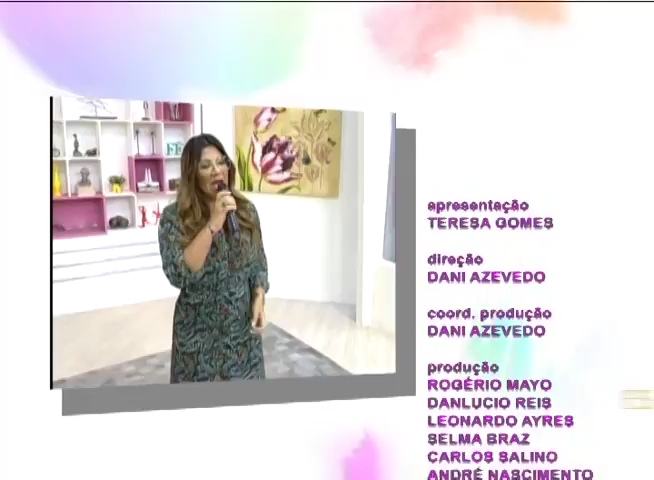 apresentação
TERESA GOMES
direção
DANI AZEVEDO
coord. produção
DANI AZEVEDO
produção
ROGÉRIO MAYO
DANLUCIO REIS
LEONARDO AYRES
SELMA BRAZ
CARLOS SALINO
ANDRÉ NASCIMENTO